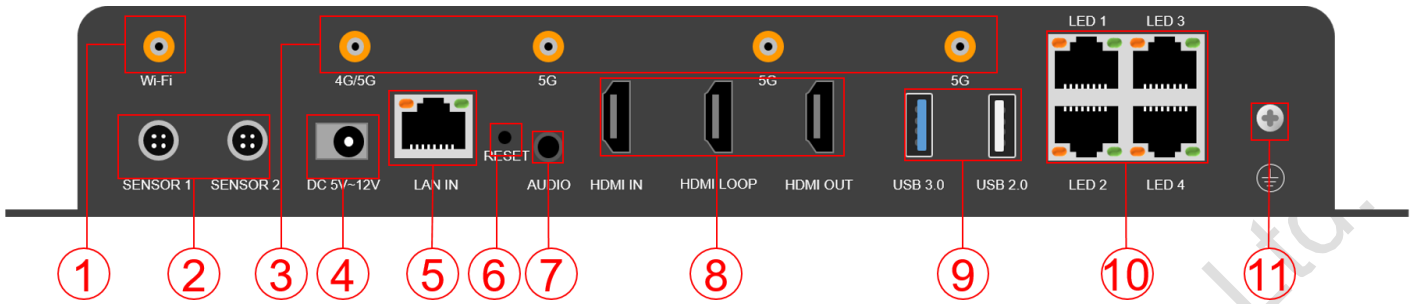 LED 1 LED 3
Wi-Fi 4G/5G 5G 5G 5G
RESET
SENSOR 1 SENSOR 2 DC 5V~12V LAN IN AUDIO HDMI IN HDMI LOOP HDMI OUT USB 3.0 USB 2.0 LED 2 LED 4
1 2 3 4 5 6 7 8 9 10 11
Ltd.